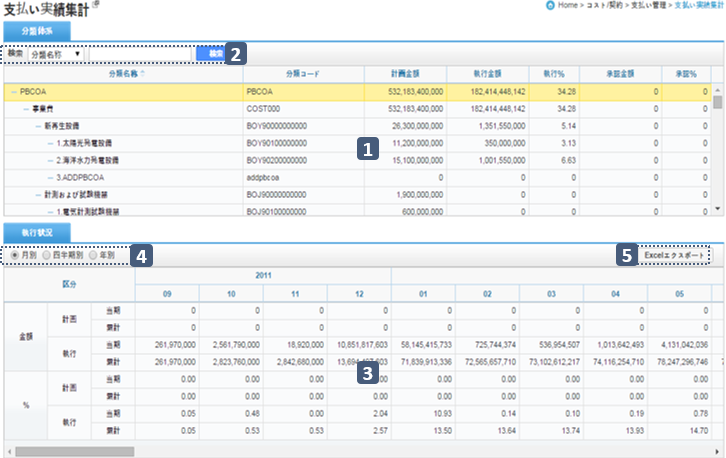 支払い実績集計
Home > コスト/契約 > 支払い管理 > 支払い実績集計
分類体系
検索 分類名称 ▼ 検索 2
分類名称 分類コード 計画金額 執行金額 執行% 承認金額 承認%
PBCOA PBCOA 532,183,400,000 182,414,448,142 34.28 0 0
事業費 COST000 532,183,400,000 182,414,448,142 34.28 0 0
新再生設備 BOY90000000000 26,300,000,000 1,351,550,000 5.14 0 0
1.太陽光発電設備 BOY90100000000 11,200,000,000 350,000,000 3.13 0 0
1
2.海洋水力発電設備 BOY90200000000 15,100,000,000 1,001,550,000 6.63 0 0
3.ADDPBCOA addpbcoa 0 0 0 0 0
計測および試験機器 BOJ90000000000 1,900,000,000 0 0
1.電気計測試験機器 BOJ90100000000 600,000,000 0 0
執行状況
月別 四半期別 年別 4 5 Excelエクスポート
区分 2011
09 10 11 12 01 02 03 04 05
金額 計画 当期 0 0 0 0 0 0 0 0 0
累計 0 0 0 0 0 0 0 0 0
執行 当期 261,970,000 2,561,790,000 18,920,000 10,851,817,603 58,145,415,733 725,744,374 536,954,507 1,013,642,493 4,131,042,036
累計 261,970,000 2,823,760,000 2,842,680,000 71,839,913,336 72,565,657,710 73,102,612,217 74,116,254,710 78,247,296,746
3
% 計画 当期 0.00 0.00 0.00 0.00 0.00 0.00 0.00 0.00 0.00
累計 0.00 0.00 0.00 0.00 0.00 0.00 0.00 0.00 0.00
執行 当期 0.05 0.48 0.00 2.04 10.93 0.14 0.10 0.19 0.78
累計 0.05 0.53 0.53 2.57 13.50 13.64 13.74 13.93 14.70